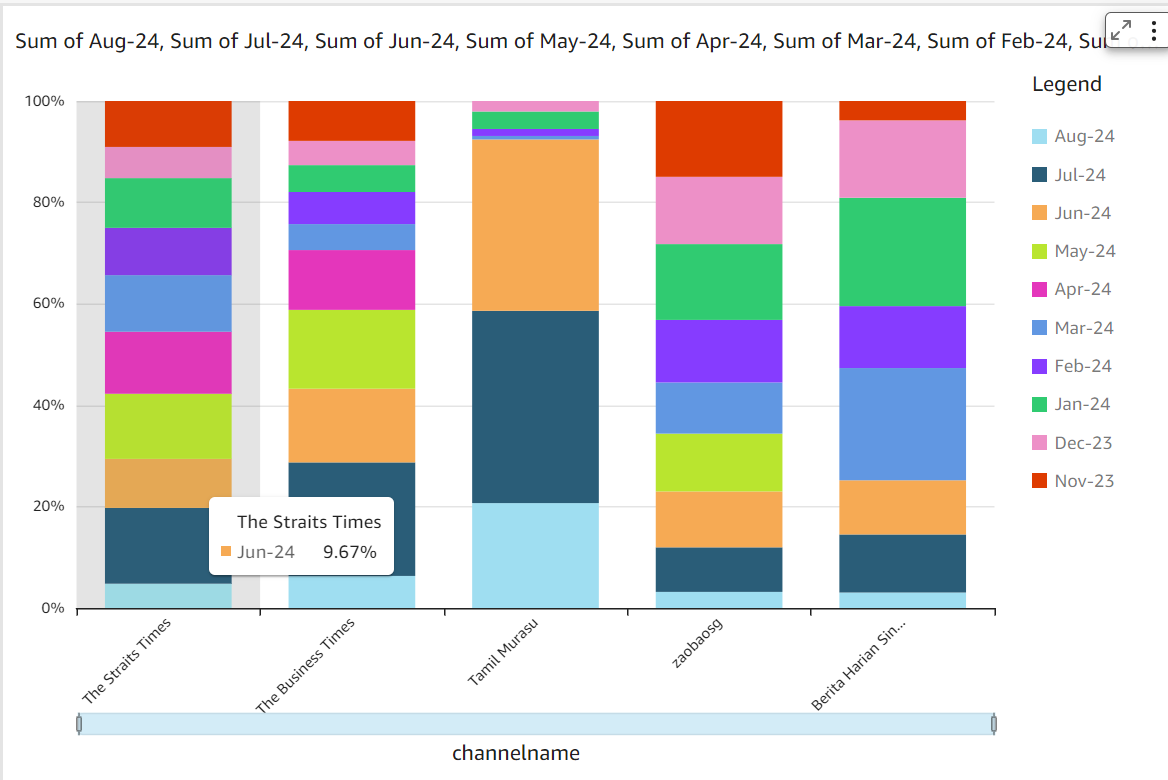 Sum of Aug-24, Sum of Jul-24, Sum of Jun-24, Sum of May-24, Sum of Apr-24, Sum of Mar-24, Sum of Feb-24,
Legend
Aug-24
Jul-24
Jun-24
May-24
Apr-24
Mar-24
Feb-24
Jan-24
Dec-23
Nov-23
100%
80%
60%
40%
20%
0%
The Straits Times
Jun-24 9.67%
The Straits Times
The Business Times
Tamil Murasu
zaobaosg
Berita Harian Sin...
channelname